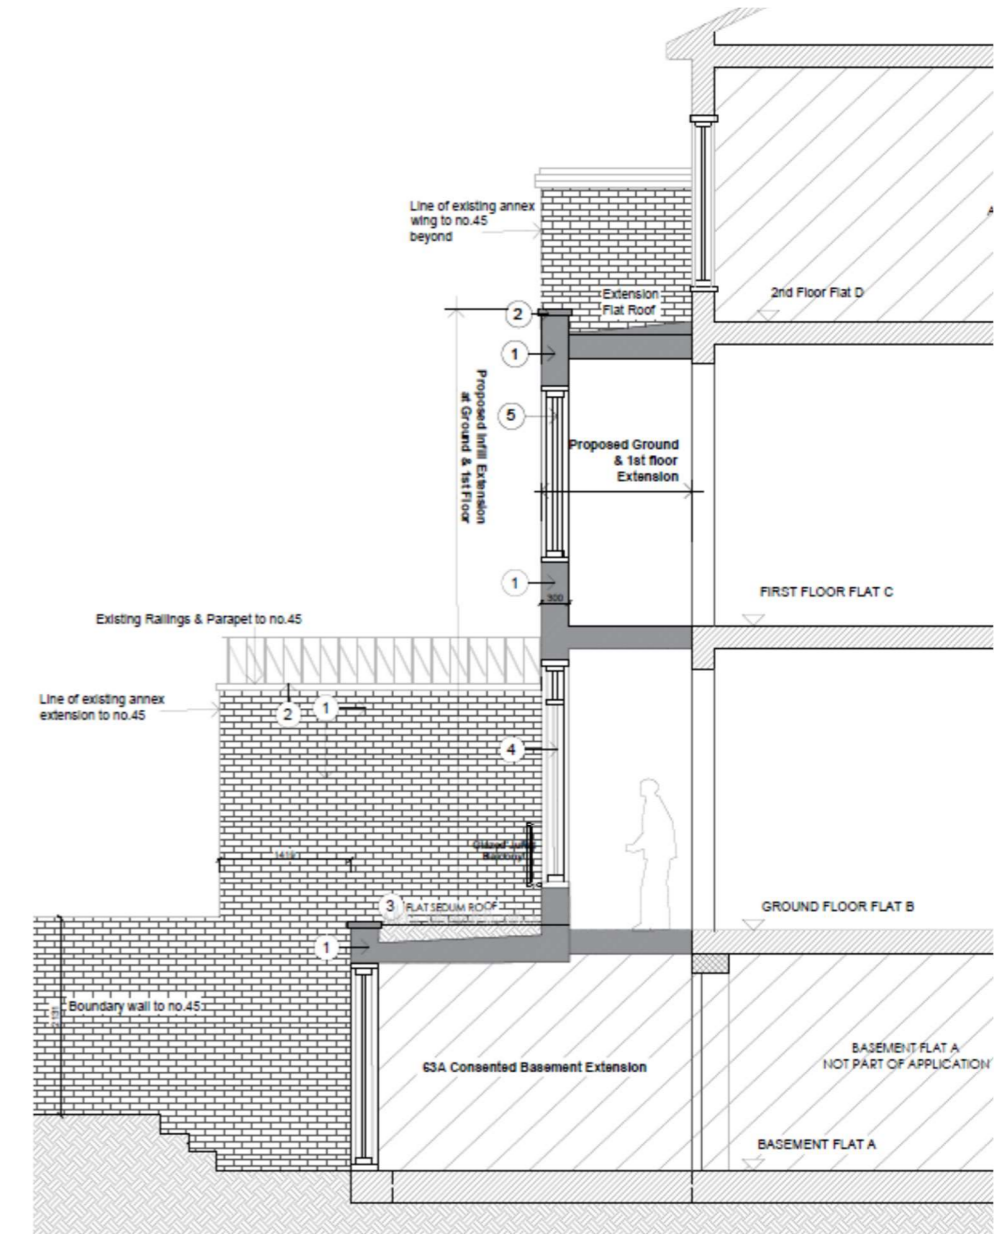 Line of existing annex
wing to no.45
beyond
A
2nd Floor Flat D
Extension
Flat Roof
2
1
5
Proposed Infill Extension
at Ground & 1st Floor
Proposed Ground
& 1st floor
Extension
1
300
FIRST FLOOR FLAT C
Existing Railings & Parapet to no.45
Line of existing annex
extension to no.45
2
1
4
Balcony
3
FLAT SEDUM ROOF
GROUND FLOOR FLAT B
1
Boundary wall to no.45
63A Consented Basement Extension
BASEMENT FLAT A
NOT PART OF APPLICATION
BASEMENT FLAT A